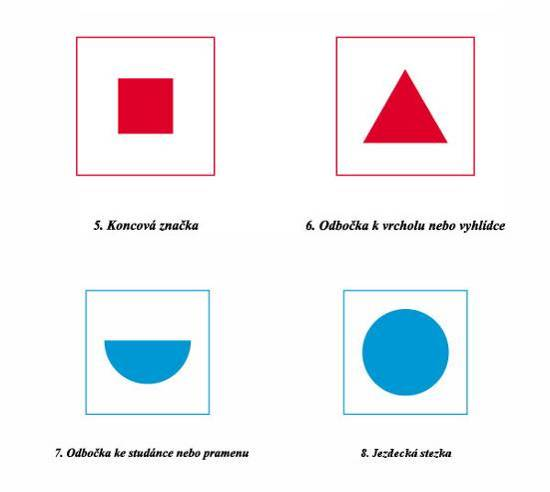 5. Koncová značka
6. Odbočka k vrcholu nebo vyhlídce
7. Odbočka ke studánce nebo pramenu
8. Jezdecká stezka